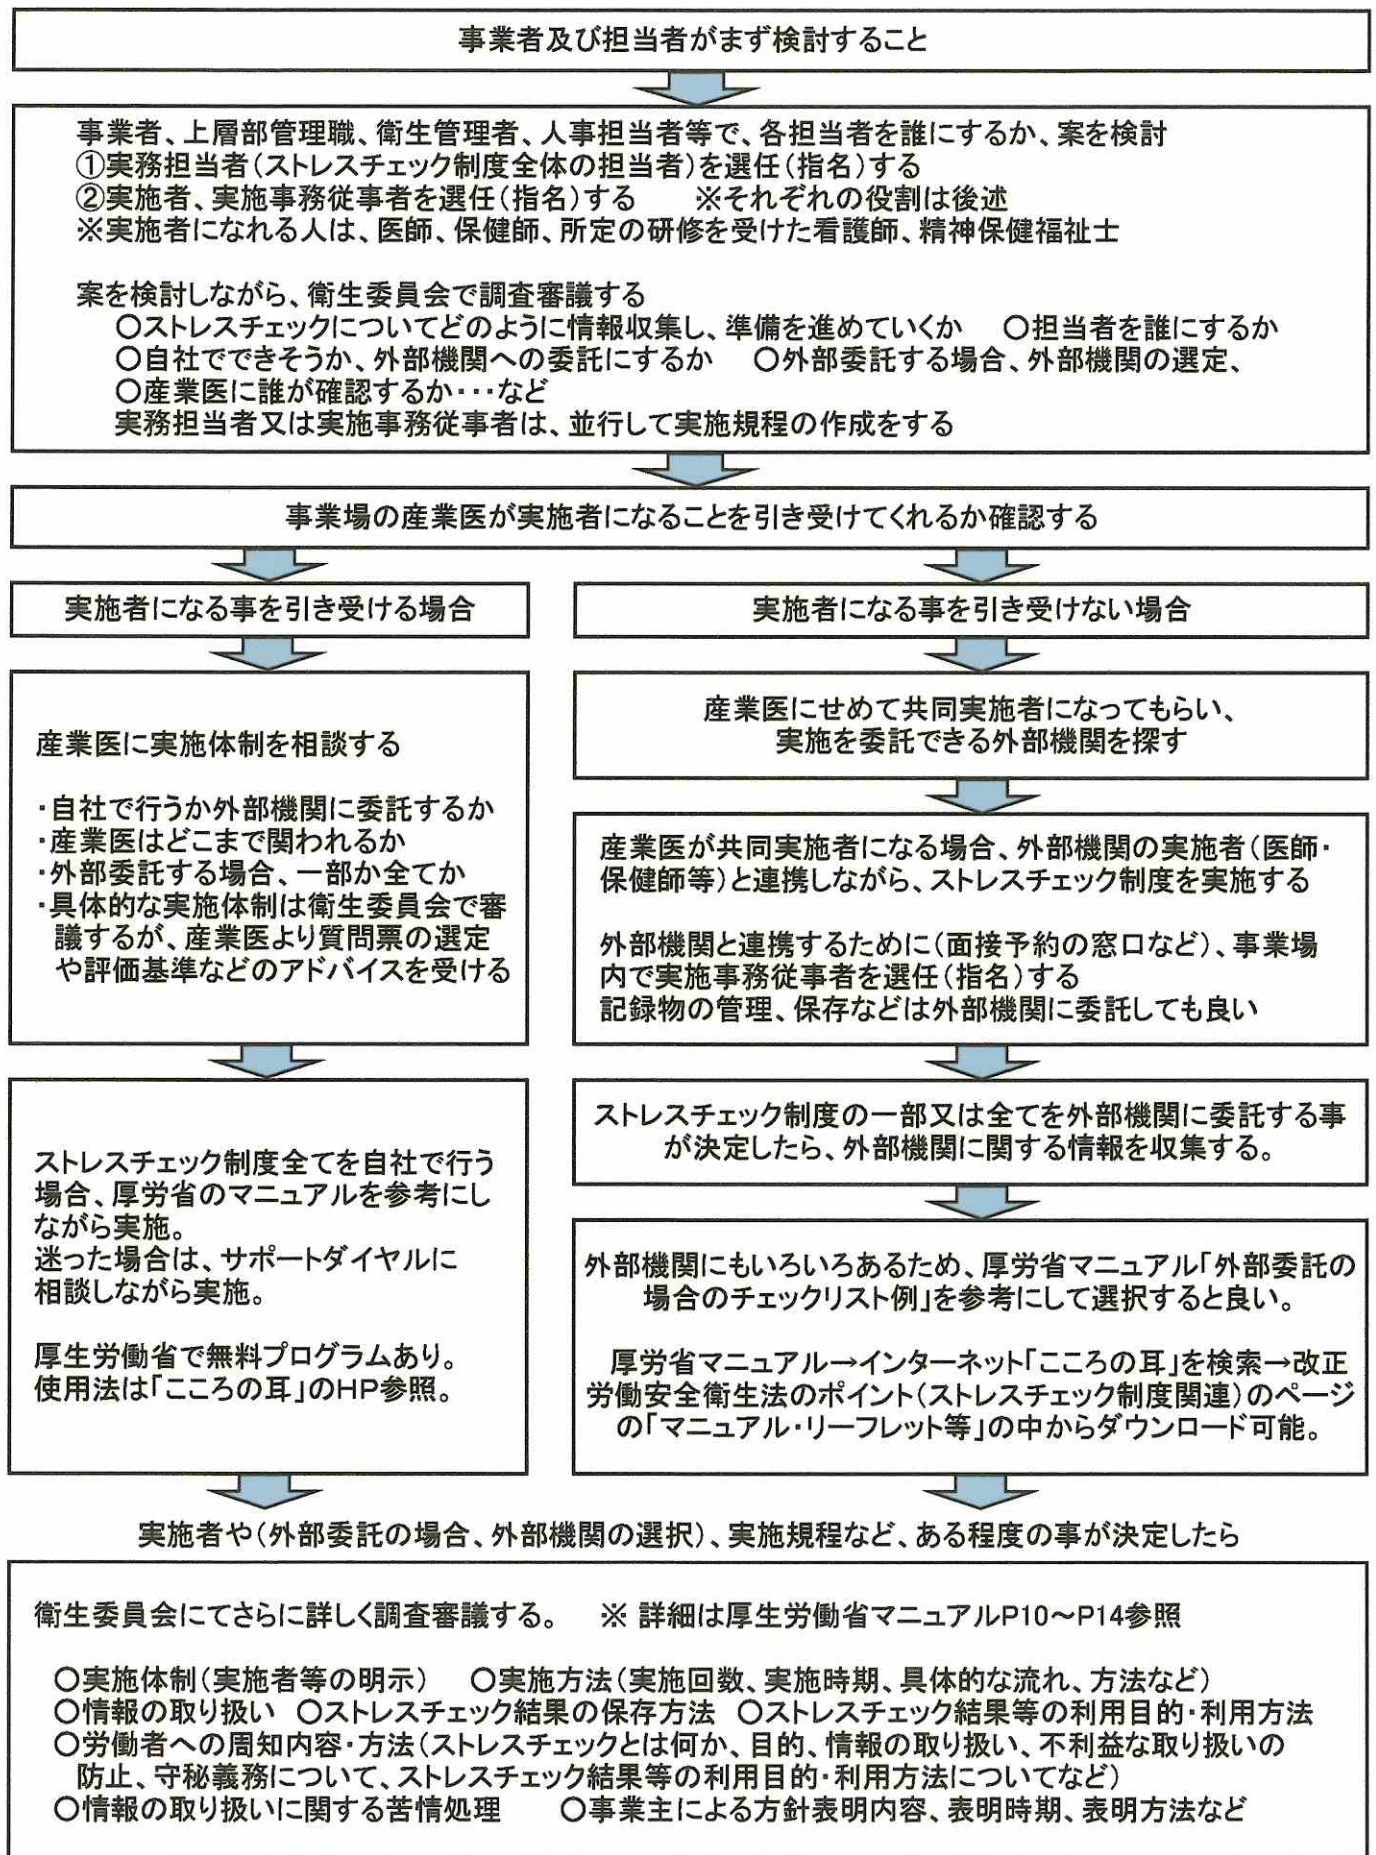 事業者及び担当者がまず検討すること
事業者、上層部管理職、衛生管理者、人事担当者等で、各担当者を誰にするか、案を検討
①実務担当者(ストレスチェック制度全体の担当者)を選任(指名)する
②実施者、実施事務従事者を選任(指名)する　　※それぞれの役割は後述
※実施者になれる人は、医師、保健師、所定の研修を受けた看護師、精神保健福祉士
案を検討しながら、衛生委員会で調査審議する
○ストレスチェックについてどのように情報収集し、準備を進めていくか　○担当者を誰にするか
○自社でできそうか、外部機関への委託にするか　○外部委託する場合、外部機関の選定、
○産業医に誰が確認するか・・・など
実務担当者又は実施事務従事者は、並行して実施規程の作成をする
事業場の産業医が実施者になることを引き受けてくれるか確認する
実施者になる事を引き受ける場合
産業医に実施体制を相談する
・自社で行うか外部機関に委託するか
・産業医はどこまで関われるか
・外部委託する場合、一部か全てか
・具体的な実施体制は衛生委員会で審
議するが、産業医より質問票の選定
や評価基準などのアドバイスを受ける
ストレスチェック制度全てを自社で行う
場合、厚労省のマニュアルを参考にし
ながら実施。
迷った場合は、サポートダイヤルに
相談しながら実施。
厚生労働省で無料プログラムあり。
使用法は「こころの耳」のHP参照。
実施者になる事を引き受けない場合
産業医にせめて共同実施者になってもらい、
実施を委託できる外部機関を探す
産業医が共同実施者になる場合、外部機関の実施者(医師・
保健師等)と連携しながら、ストレスチェック制度を実施する
外部機関と連携するために(面接予約の窓口など)、事業場
内で実施事務従事者を選任(指名)する
記録物の管理、保存などは外部機関に委託しても良い
ストレスチェック制度の一部又は全てを外部機関に委託する事
が決定したら、外部機関に関する情報を収集する。
外部機関にもいろいろあるため、厚労省マニュアル「外部委託の
場合のチェックリスト例」を参考にして選択すると良い。
厚労省マニュアル→インターネット「こころの耳」を検索→改正
労働安全衛生法のポイント(ストレスチェック制度関連)のページ
の「マニュアル・リーフレット等」の中からダウンロード可能。
実施者や(外部委託の場合、外部機関の選択)、実施規程など、ある程度の事が決定したら
衛生委員会にてさらに詳しく調査審議する。　※ 詳細は厚生労働省マニュアルP10～P14参照
○実施体制(実施者等の明示)　○実施方法(実施回数、実施時期、具体的な流れ、方法など)
○情報の取り扱い　○ストレスチェック結果の保存方法　○ストレスチェック結果等の利用目的・利用方法
○労働者への周知内容・方法(ストレスチェックとは何か、目的、情報の取り扱い、不利益な取り扱いの
防止、守秘義務について、ストレスチェック結果等の利用目的・利用方法についてなど)
○情報の取り扱いに関する苦情処理　　○事業主による方針表明内容、表明時期、表明方法など